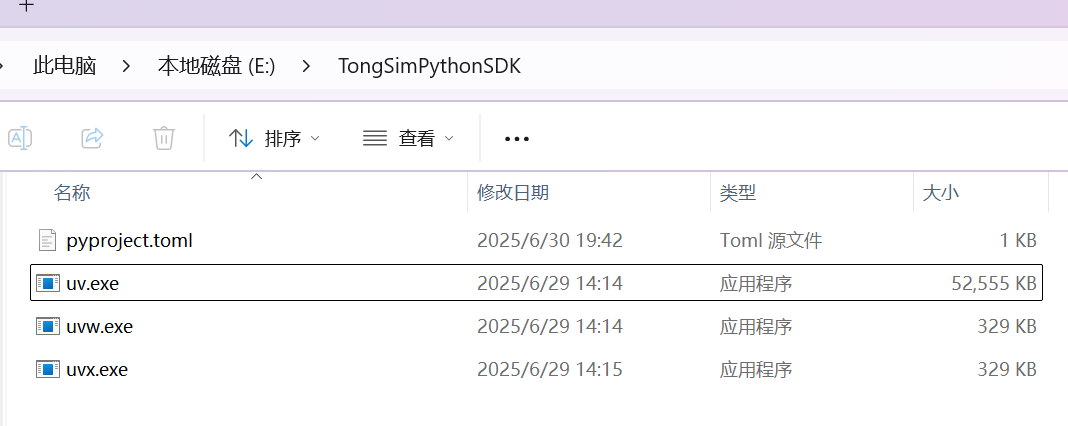 此电脑 > 本地磁盘 (E:) > TongSimPythonSDK
排序 查看
名称 修改日期 类型 大小
pyproject.toml 2025/6/30 19:42 Toml 源文件 1 KB
uv.exe 2025/6/29 14:14 应用程序 52,555 KB
uvw.exe 2025/6/29 14:14 应用程序 329 KB
uvx.exe 2025/6/29 14:15 应用程序 329 KB